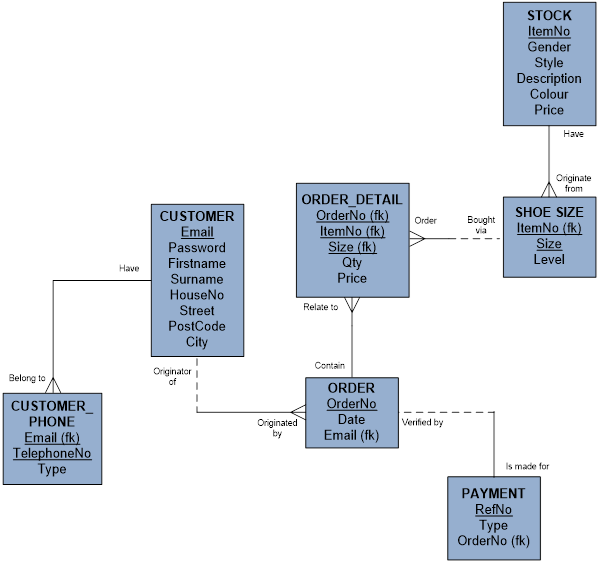 STOCK
ItemNo
Gender
Style
Description
Colour
Price
Have
Originate
from
SHOE SIZE
ItemNo (fk)
Size
Level
Bought
via
Order
ORDER_DETAIL
OrderNo (fk)
ItemNo (fk)
Size (fk)
Qty
Price
Relate to
Contain
CUSTOMER
Email
Password
Firstname
Surname
HouseNo
Street
PostCode
City
Have
Belong to
CUSTOMER_
PHONE
Email (fk)
TelephoneNo
Type
Originator
of
Originated
by
ORDER
OrderNo
Date
Email (fk)
Verified by
Is made for
PAYMENT
RefNo
Type
OrderNo (fk)